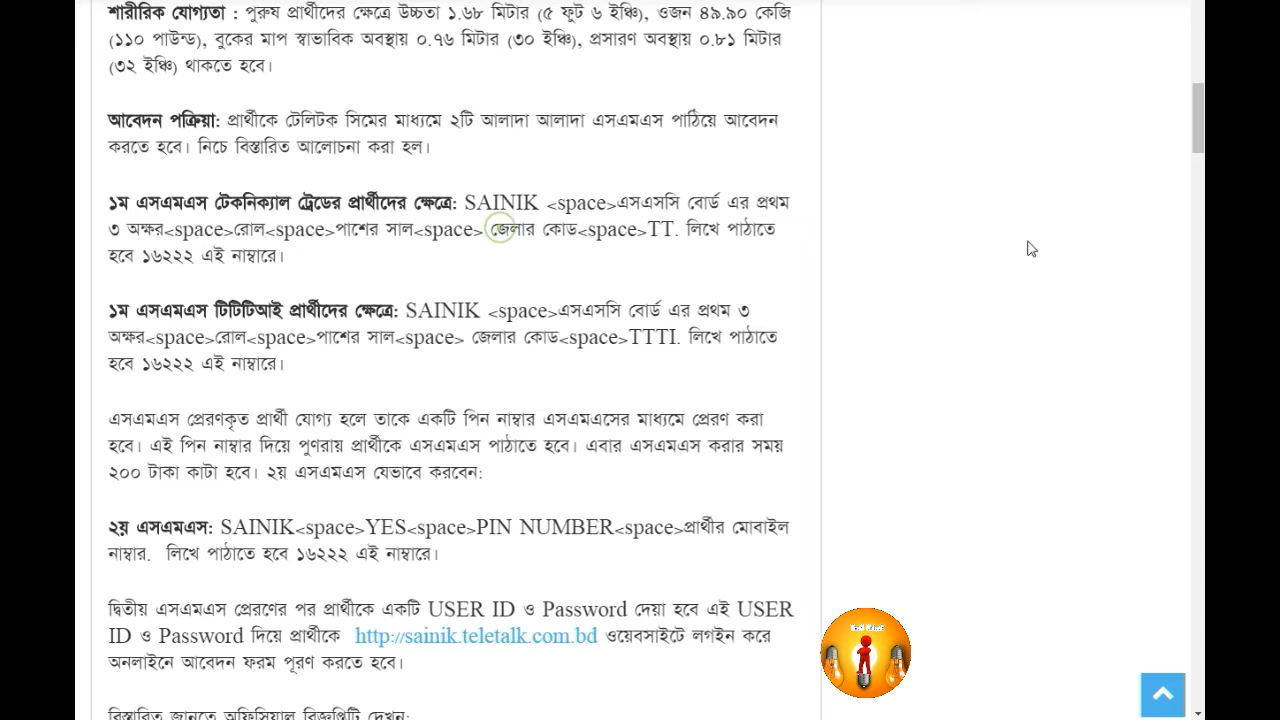 শারীরিক যোগ্যতা : পুরুষ প্রার্থীদের ক্ষেত্রে উচ্চতা ১.৬৮ মিটার (৫ ফুট ৬ ইঞ্চি), ওজন ৪৯.৯০ কেজি
(১১০ পাউন্ড), বুকের মাপ স্বাভাবিক অবস্থায় ০.৭৬ মিটার (৩০ ইঞ্চি), প্রসারণ অবস্থায় ০.৮১ মিটার
(৩২ ইঞ্চি) থাকতে হবে।
আবেদন পক্রিয়া: প্রার্থীকে টেলিটক সিমের মাধ্যমে ২টি আলাদা আলাদা এসএমএস পাঠিয়ে আবেদন
করতে হবে। নিচে বিস্তারিত আলোচনা করা হল।
১ম এসএমএস টেকনিক্যাল ট্রেডের প্রার্থীদের ক্ষেত্রে: SAINIK <space>এসএসসি বোর্ড এর প্রথম
৩ অক্ষর<space>রোল<space>পাশের সাল<space> জেলার কোড<space>TT. লিখে পাঠাতে
হবে ১৬২২২ এই নাম্বারে।
১ম এসএমএস টিটিটিআই প্রার্থীদের ক্ষেত্রে: SAINIK <space>এসএসসি বোর্ড এর প্রথম ৩
অক্ষর<space>রোল<space>পাশের সাল<space> জেলার কোড<space>TTTI. লিখে পাঠাতে
হবে ১৬২২২ এই নাম্বারে।
এসএমএস প্রেরণকৃত প্রার্থী যোগ্য হলে তাকে একটি পিন নাম্বার এসএমএসের মাধ্যমে প্রেরণ করা
হবে। এই পিন নাম্বার দিয়ে পুণরায় প্রার্থীকে এসএমএস পাঠাতে হবে। এবার এসএমএস করার সময়
২০০ টাকা কাটা হবে। ২য় এসএমএস যেভাবে করবেন:
২য় এসএমএস: SAINIK<space>YES<space>PIN NUMBER<space>প্রার্থীর মোবাইল
নাম্বার. লিখে পাঠাতে হবে ১৬২২২ এই নাম্বারে।
দ্বিতীয় এসএমএস প্রেরণের পর প্রার্থীকে একটি USER ID ও Password দেয়া হবে এই USER
ID ও Password দিয়ে প্রার্থীকে http://sainik.teletalk.com.bd ওয়েবসাইটে লগইন করে
অনলাইনে আবেদন ফরম পূরণ করতে হবে।
বিস্তারিত জানতে অফিসিয়াল বিজ্ঞপ্তিটি দেখুন: